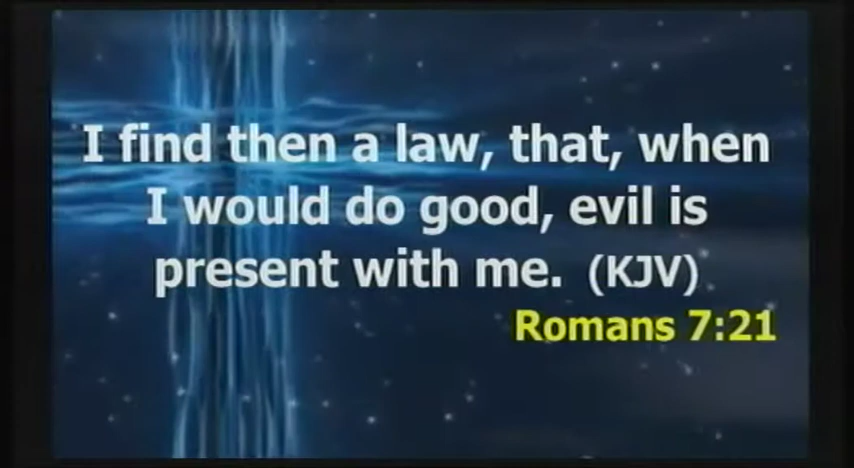 I find then a law, that, when
I would do good, evil is
present with me. (KJV)
Romans 7:21